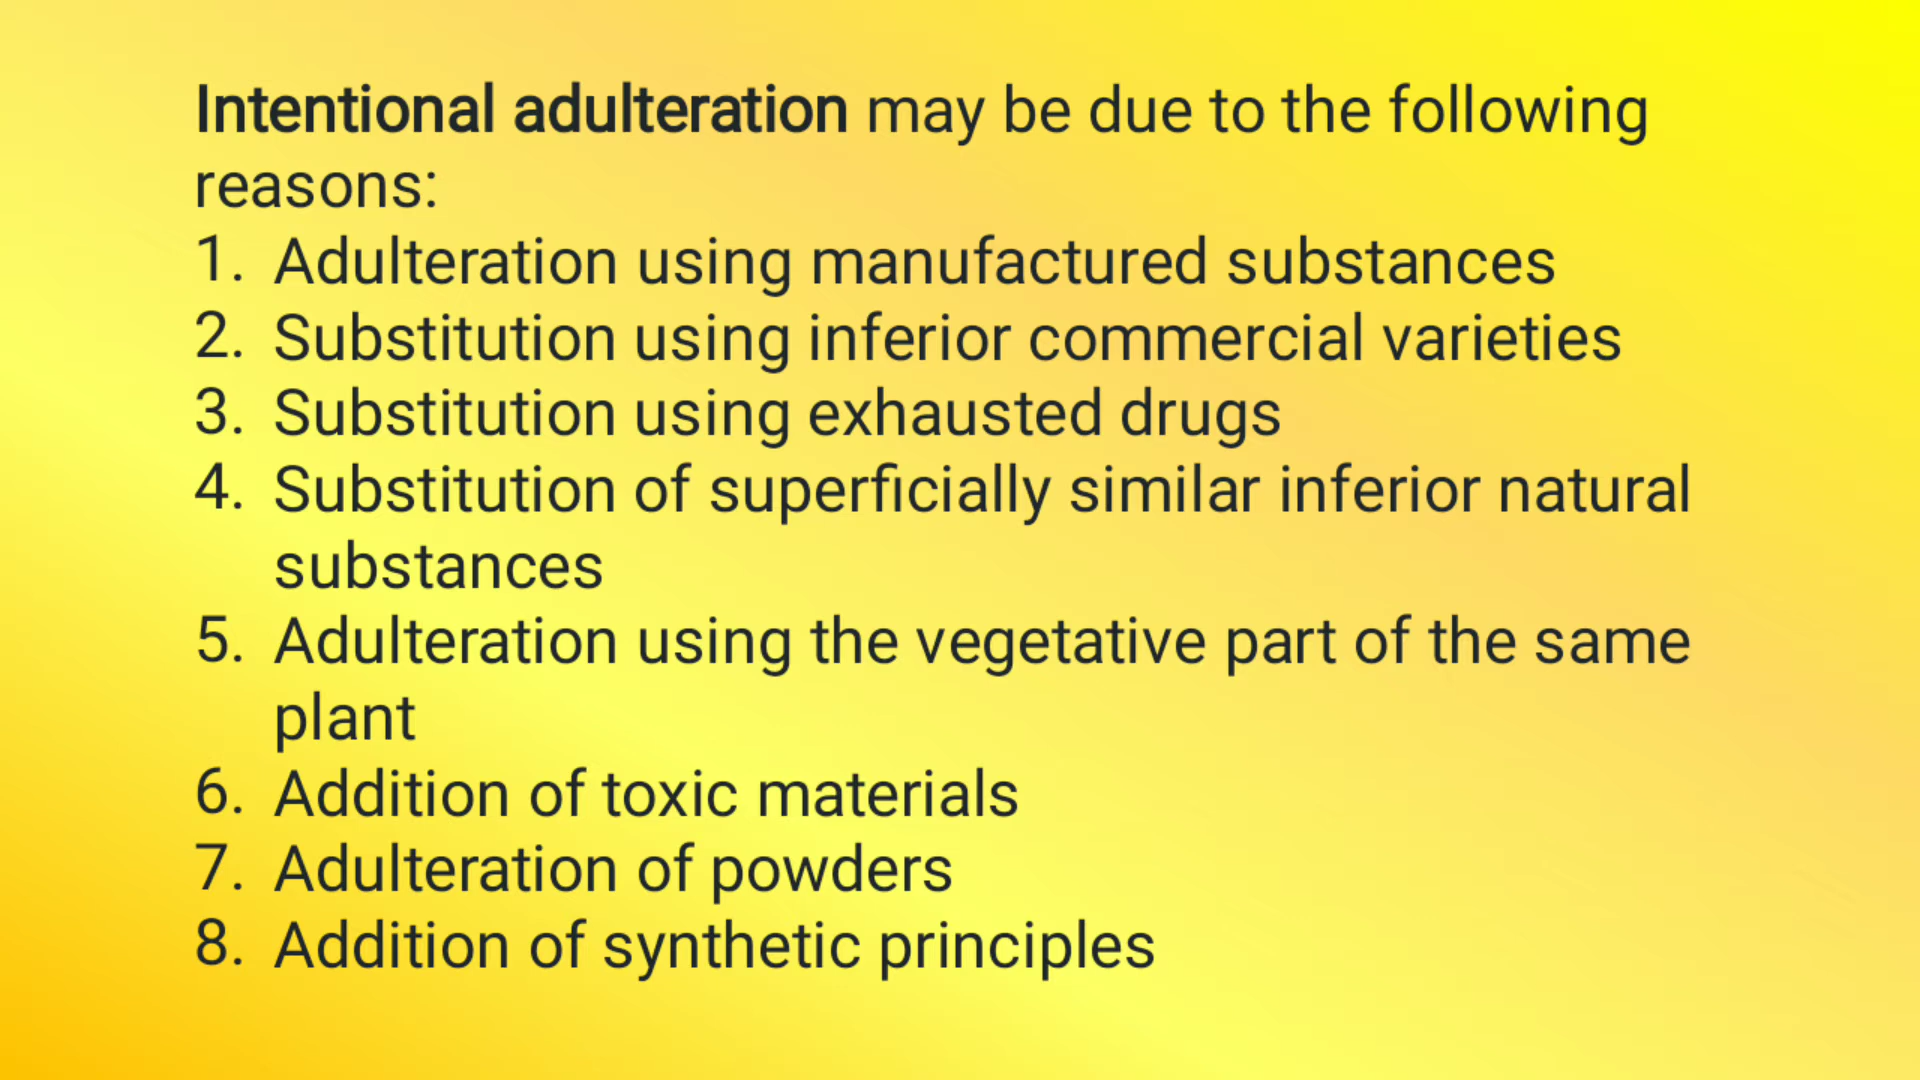 Intentional adulteration may be due to the following
reasons:
1. Adulteration using manufactured substances
2. Substitution using inferior commercial varieties
3. Substitution using exhausted drugs
4. Substitution of superficially similar inferior natural
substances
5. Adulteration using the vegetative part of the same
plant
6. Addition of toxic materials
7. Adulteration of powders
8. Addition of synthetic principles